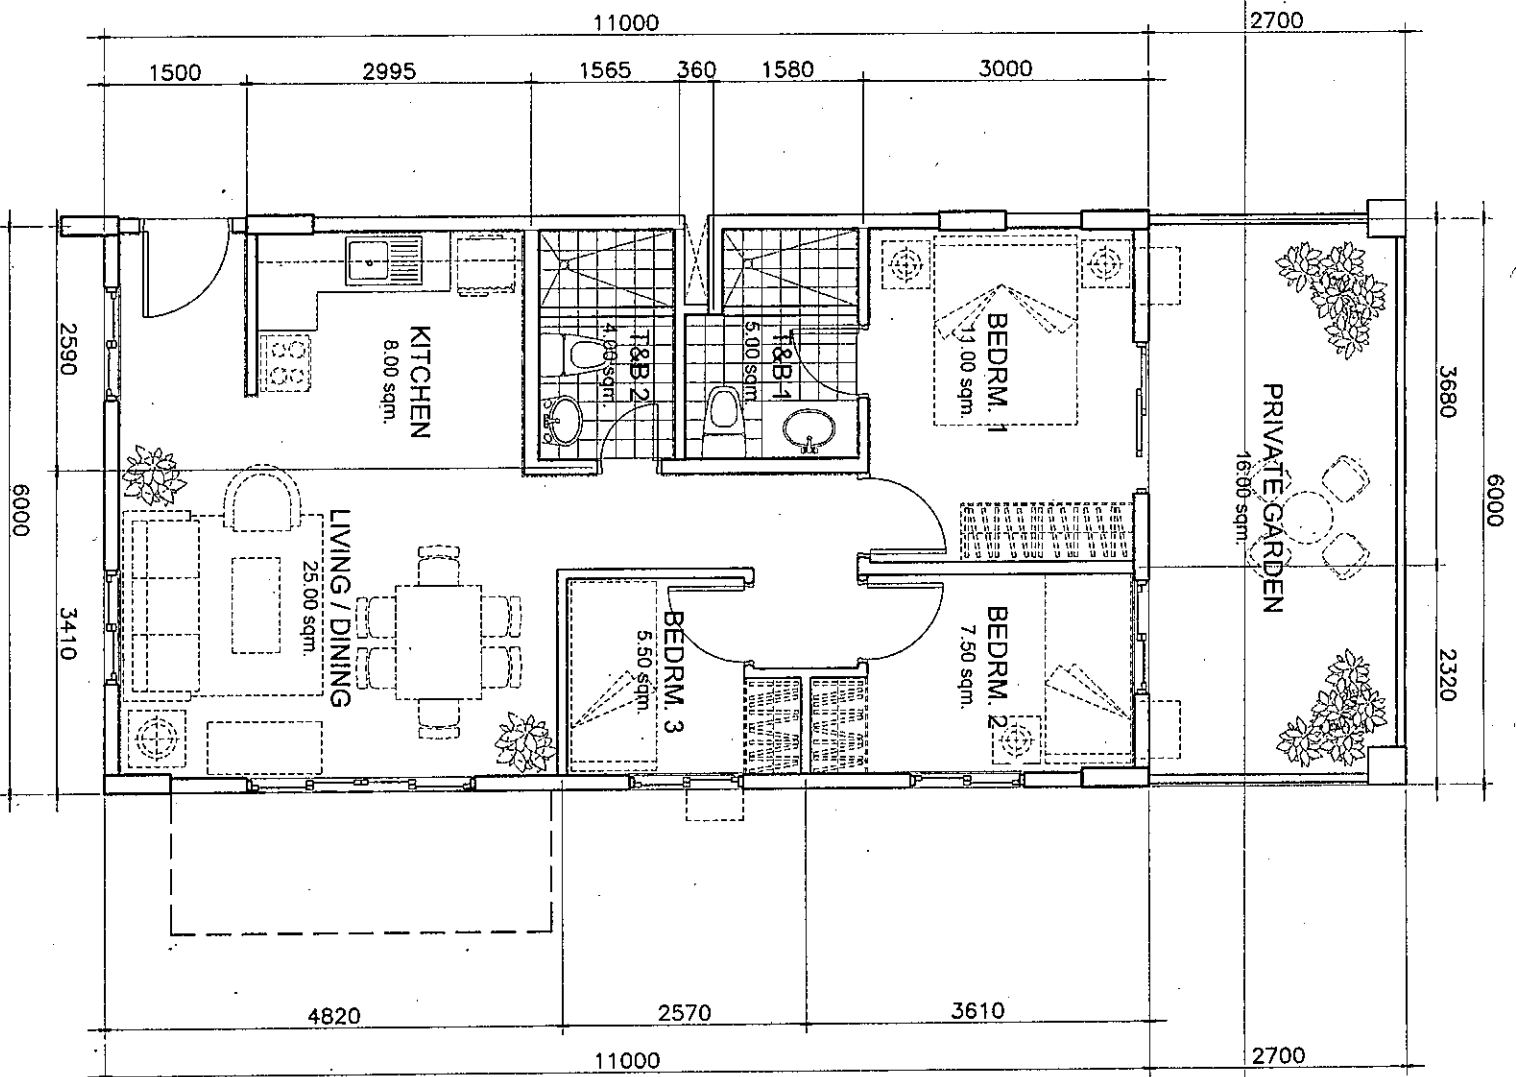 11000
2700
1500
2995
1565
360
1580
3000
2590
3410
6000
KITCHEN
8.00 sqm.
T&B 2
4.00 sqm.
T&B 1
5.00 sqm.
BEDRM. 1
11.00 sqm.
PRIVATE GARDEN
16.00 sqm.
3680
2320
6000
LIVING / DINING
25.00 sqm.
BEDRM. 3
5.50 sqm.
BEDRM. 2
7.50 sqm.
4820
2570
3610
11000
2700